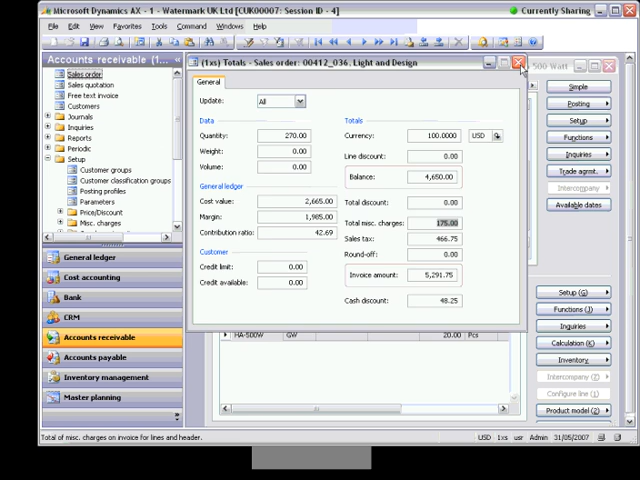 Microsoft Dynamics AX - 1 - Watermark UK Ltd [CUK00007: Session ID - 4]
Currently Sharing
File Edit View Favorites Tools Command Windows Help
Accounts receivable (1...
Sales order
Sales quotation
Free text invoice
Customers
Journals
Inquiries
Reports
Periodic
Setup
Customer groups
Customer classification groups
Posting profiles
Parameters
Price/Discount
Misc. charges
General ledger
Cost accounting
Bank
CRM
Accounts receivable
Accounts payable
Inventory management
Master planning
(1xs) Totals - Sales order: 00412_036, Light and Design
General
Update: All
Data
Quantity: 270.00
Weight: 0.00
Volume: 0.00
General ledger
Cost value: 2,665.00
Margin: 1,985.00
Contribution ratio: 42.69
Customer
Credit limit: 0.00
Credit available: 0.00
Totals
Currency: 100.0000 USD
Line discount: 0.00
Balance: 4,650.00
Total discount: 0.00
Total misc. charges: 175.00
Sales tax: 466.75
Round-off: 0.00
Invoice amount: 5,291.75
Cash discount: 48.25
HA-500W GW 20.00 Pcs
500 Watt
Simple
Posting
Setup
Functions
Inquiries
Trade agrmt.
Intercompany
Available dates
Setup (G)
Functions (J)
Inquiries
Calculation (K)
Inventory
Intercompany (Z)
Configure line (1)
Product model (2)
Total of misc. charges on invoice for lines and header.
USD 1xs usr Admin 31/05/2007